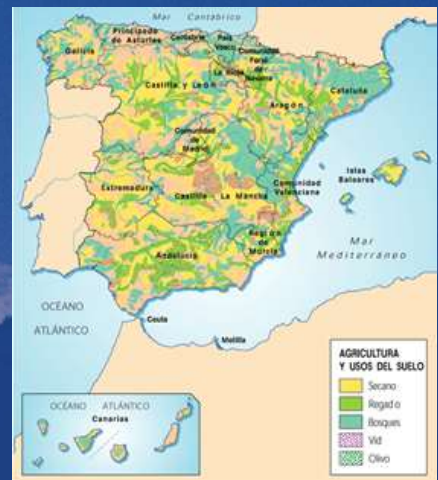 Mar Cantábrico
Galicia
Principado
de Asturias
Cantabria
País
Vasco
Comunidad
Foral
de
Navarra
La Rioja
Castilla y León
Aragón
Cataluña
Comunidad
de
Madrid
Extremadura
Castilla - La Mancha
Comunidad
Valenciana
Islas
Baleares
Región
de
Murcia
Andalucía
Mar
Mediterráneo
OCÉANO
ATLÁNTICO
Ceuta
Melilla
OCÉANO ATLÁNTICO
Canarias
AGRICULTURA
Y USOS DEL SUELO
Secano
Regad o
Bosques
Vid
Olivo